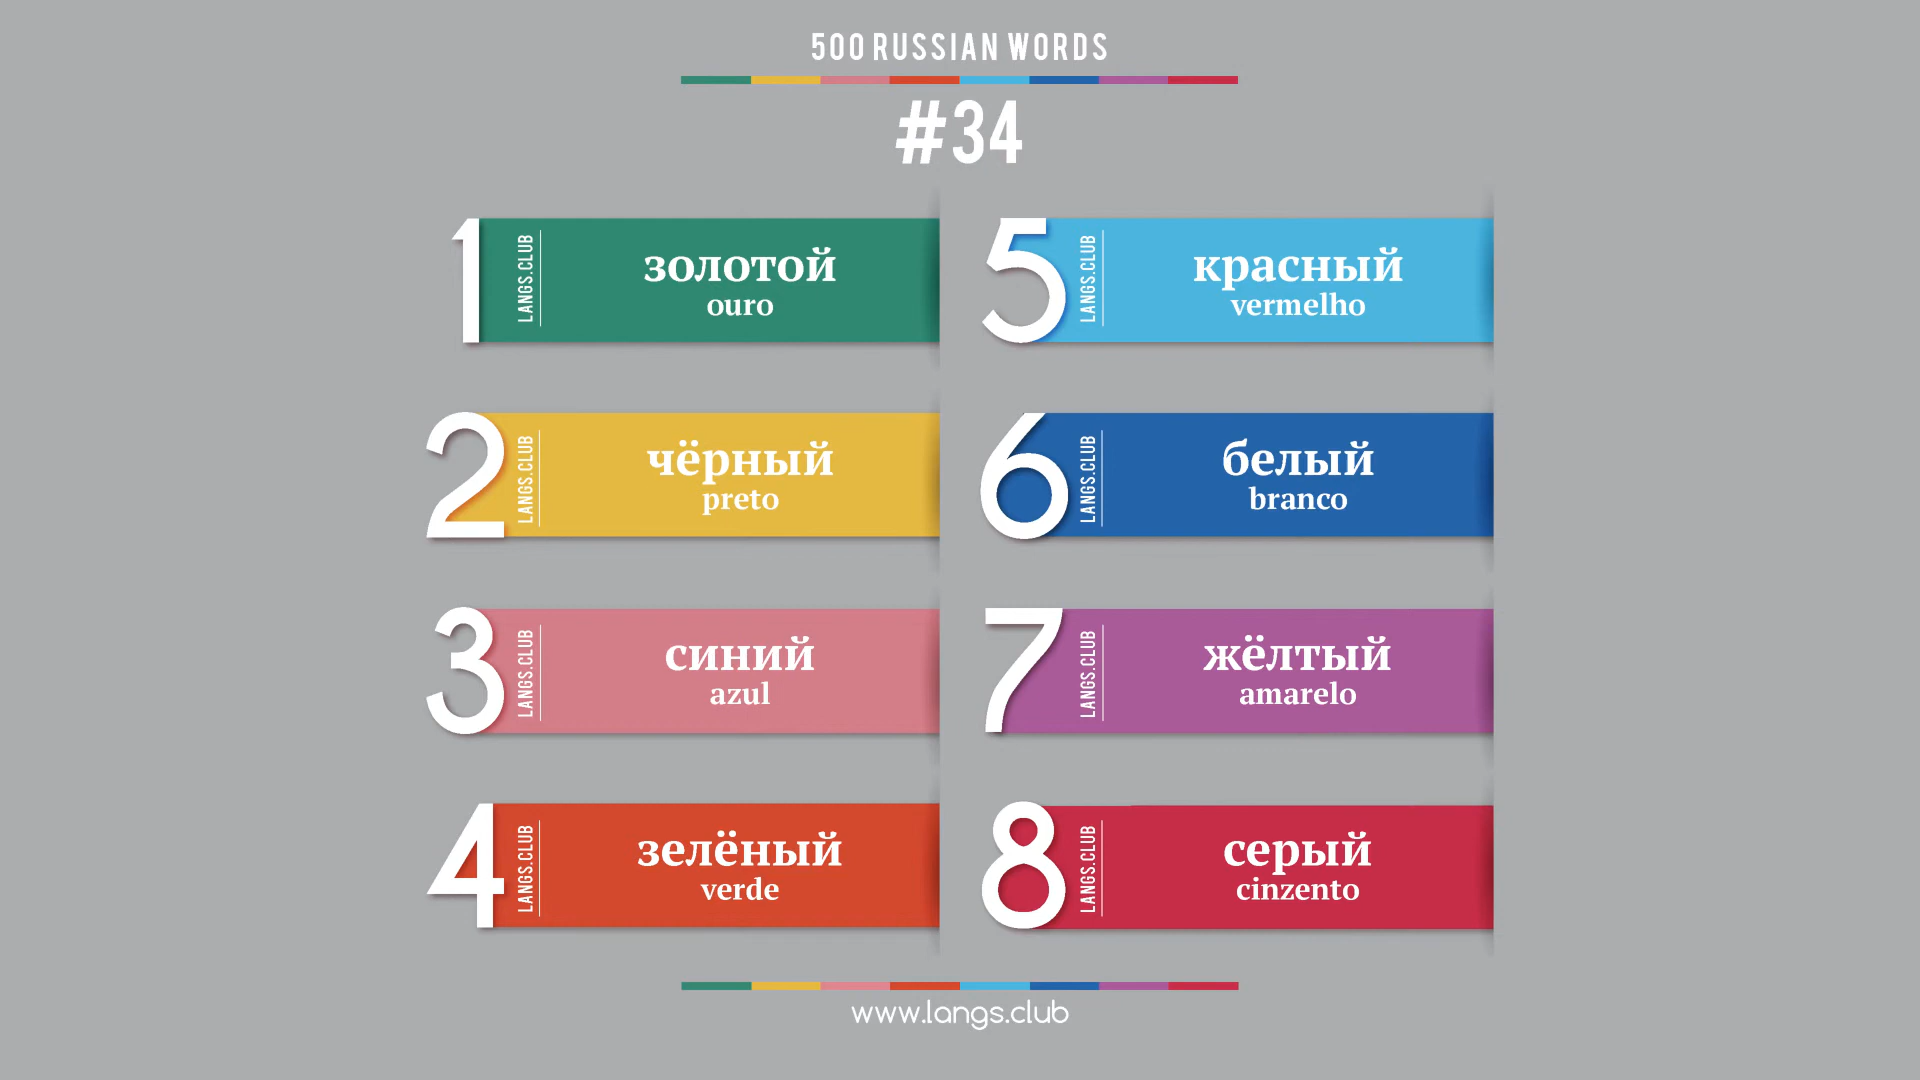 500 RUSSIAN WORDS
#34
1
LANGS.CLUB
золотой
ouro
2
LANGS.CLUB
чёрный
preto
3
LANGS.CLUB
синий
azul
4
LANGS.CLUB
зелёный
verde
5
LANGS.CLUB
красный
vermelho
6
LANGS.CLUB
белый
branco
7
LANGS.CLUB
жёлтый
amarelo
8
LANGS.CLUB
серый
cinzento
www.langs.club